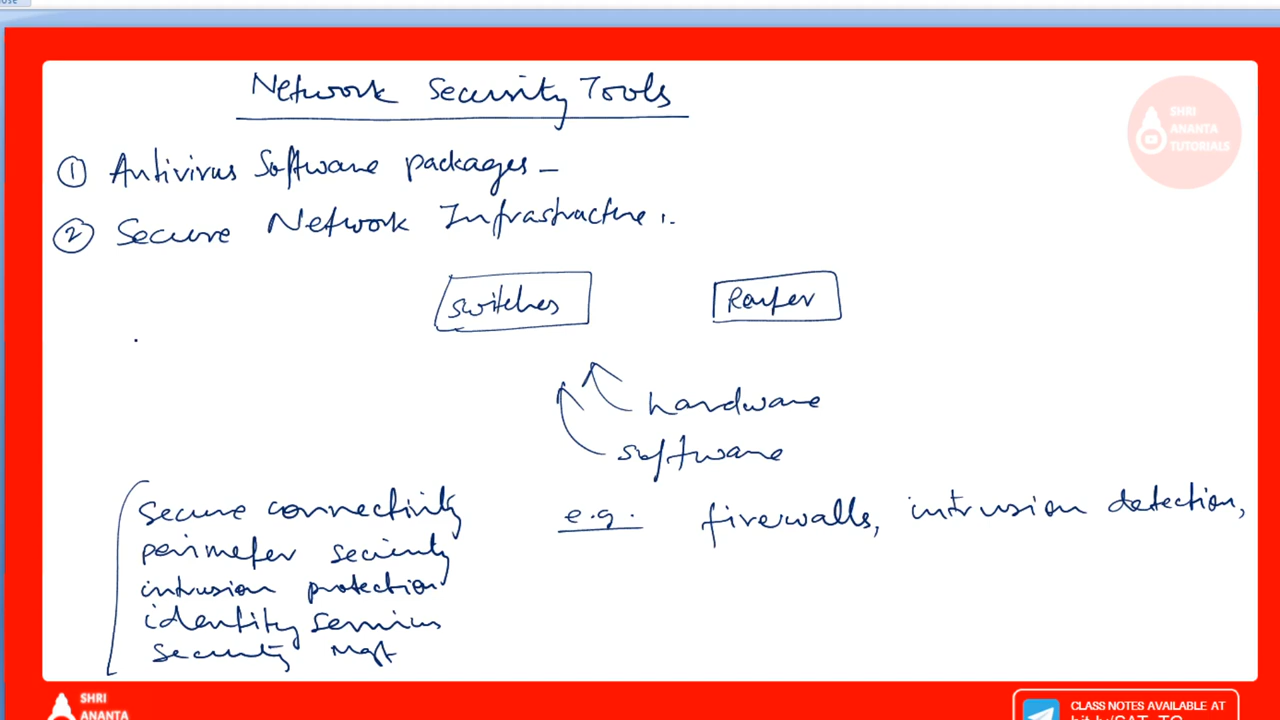 ose
Network Security Tools
SHRI
ANANTA
TUTORIALS
① Antivirus Software packages –
② Secure Network Infrastructure :.
switches Router
hardware
software
secure connectivity e.g. firewalls, intrusion detection,
perimeter security
intrusion protection
identity services
security Mgt
SHRI
ANANTA
CLASS NOTES AVAILABLE AT